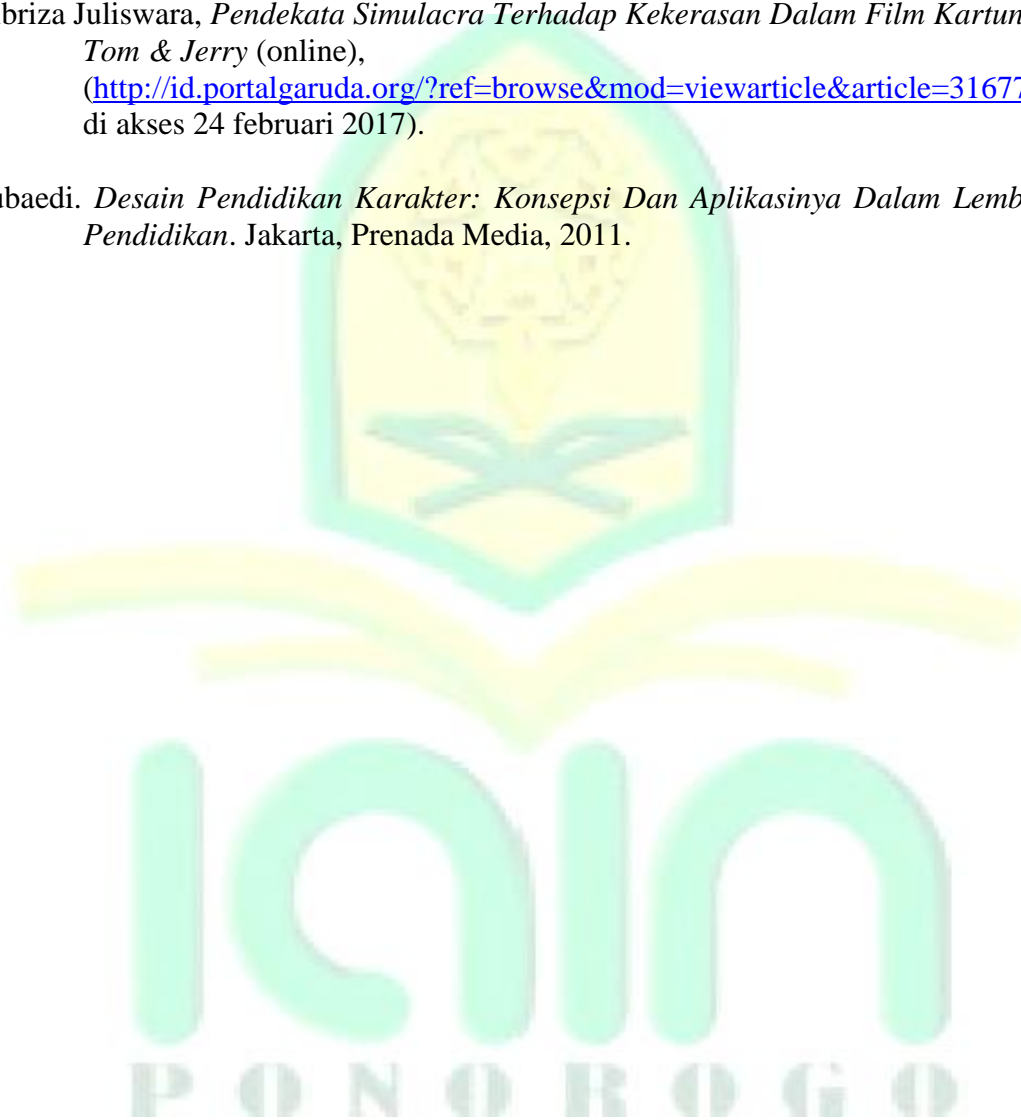 briza Juliswara, Pendekata Simulacra Terhadap Kekerasan Dalam Film Kartun
Tom & Jerry (online),
(http://id.portalgaruda.org/?ref=browse&mod=viewarticle&article=31677
di akses 24 februari 2017).
ubaedi. Desain Pendidikan Karakter: Konsepsi Dan Aplikasinya Dalam Lemb
Pendidikan. Jakarta, Prenada Media, 2011.
iain
PONOROGO